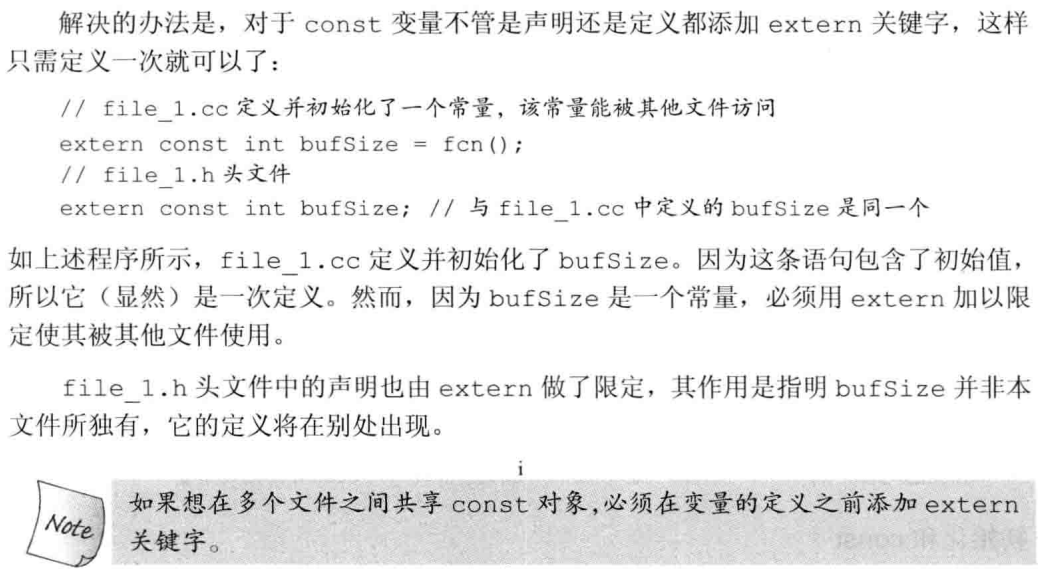 解决的办法是，对于 const 变量不管是声明还是定义都添加 extern 关键字，这样
只需定义一次就可以了：
// file_1.cc 定义并初始化了一个常量，该常量能被其他文件访问
extern const int bufSize = fcn();
// file_1.h 头文件
extern const int bufSize; // 与 file_1.cc 中定义的 bufSize 是同一个
如上述程序所示，file_1.cc 定义并初始化了 bufSize。因为这条语句包含了初始值，
所以它（显然）是一次定义。然而，因为 bufSize 是一个常量，必须用 extern 加以限
定使其被其他文件使用。
file_1.h 头文件中的声明也由 extern 做了限定，其作用是指明 bufSize 并非本
文件所独有，它的定义将在别处出现。
i
Note
如果想在多个文件之间共享 const 对象，必须在变量的定义之前添加 extern
关键字。